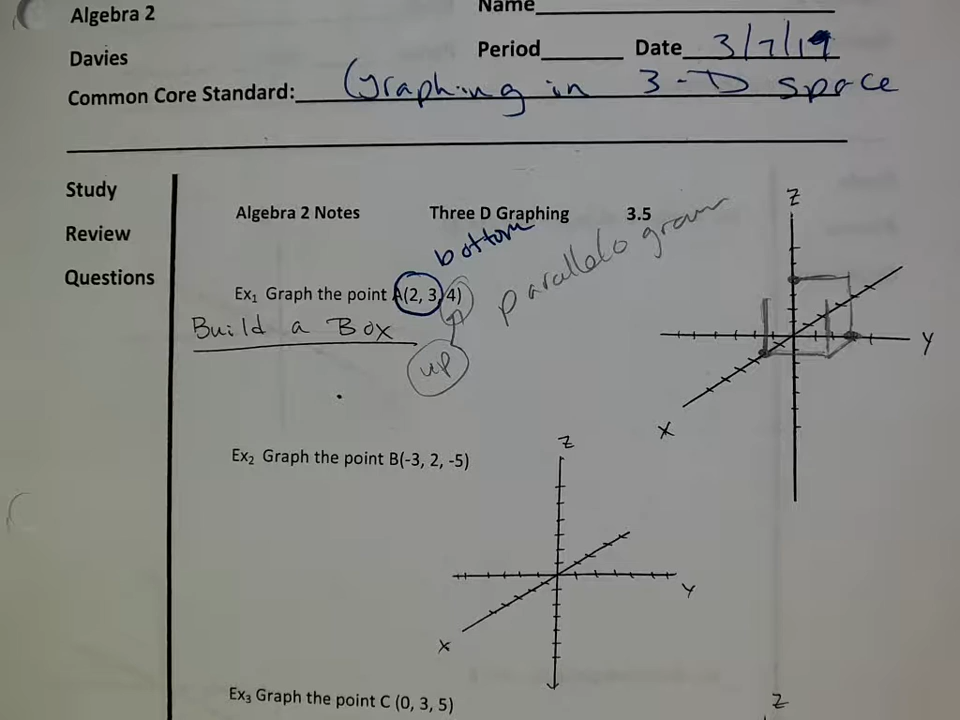 Algebra 2
Name
Davies
Period
Date 3/7/19
Common Core Standard: Graphing in 3-D space
Study
Review
Questions
Algebra 2 Notes Three D Graphing 3.5
bottom
parallelogram
Ex1 Graph the point A(2, 3, 4)
Build a Box
up
Z
Y
X
Ex2 Graph the point B(-3, 2, -5)
Z
Y
X
Ex3 Graph the point C (0, 3, 5)
Z